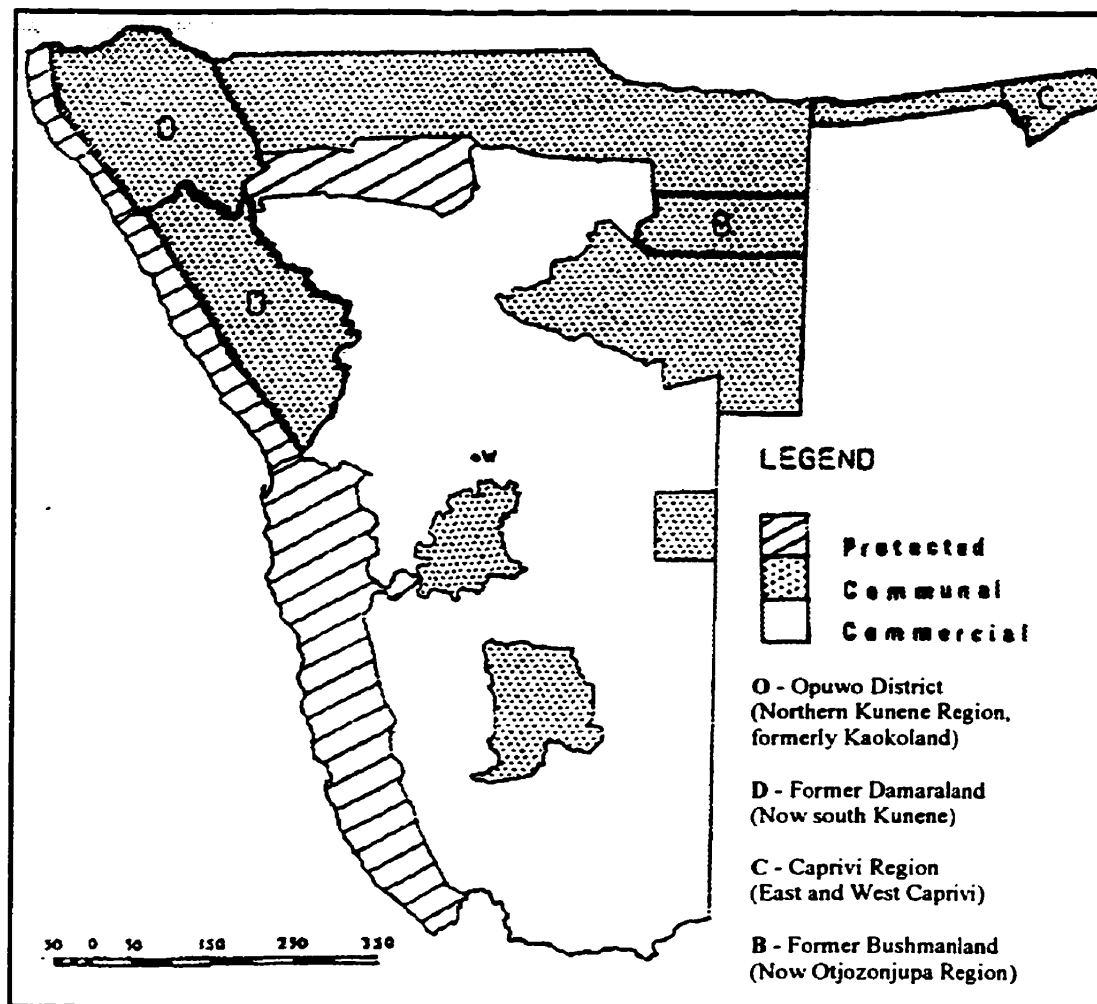 O
C
B
D
•W
LEGEND
Protected
Communal
Commercial
O - Opuwo District
(Northern Kunene Region,
formerly Kaokoland)
D - Former Damaraland
(Now south Kunene)
C - Caprivi Region
(East and West Caprivi)
B - Former Bushmanland
(Now Otjozonjupa Region)
50 0 50 150 250 350